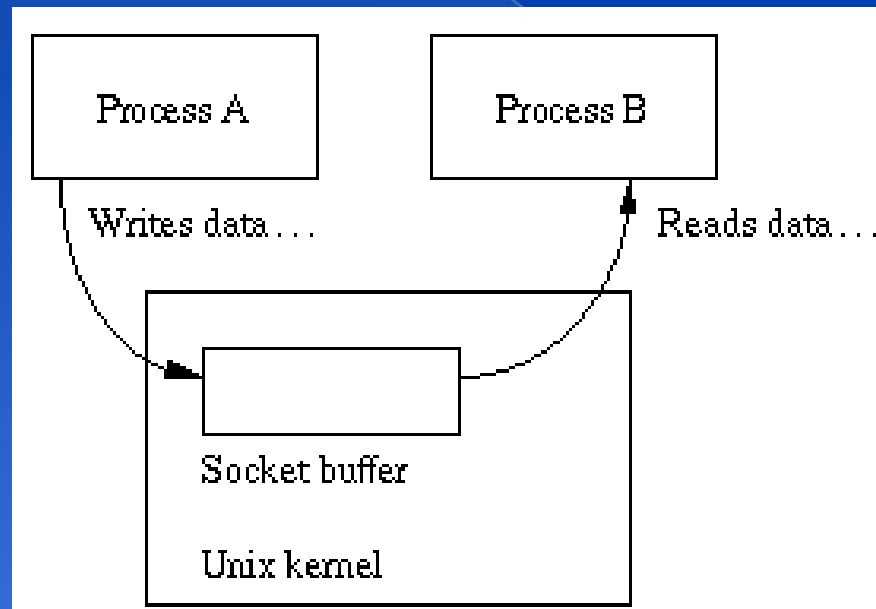 Process A
Process B
Writes data...
Reads data...
Socket buffer
Unix kernel